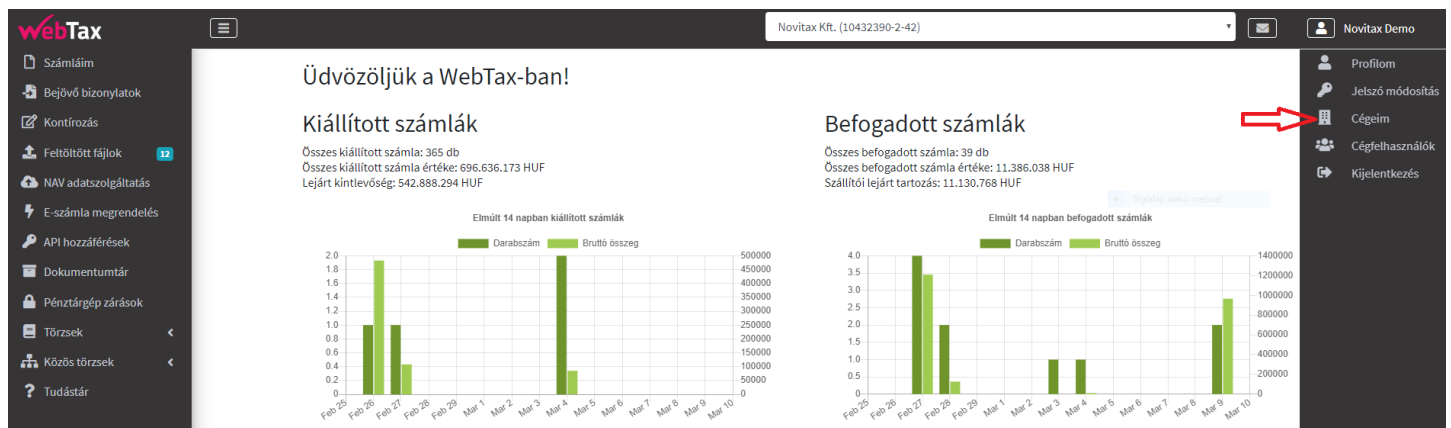 webTax
Novitax Kft. (10432390-2-42)
Novitax Demo
Számláim
Bejövő bizonylatok
Kontírozás
Feltöltött fájlok 12
NAV adatszolgáltatás
E-számla megrendelés
API hozzáférések
Dokumentumtár
Pénztárgép zárások
Törzsek
Közös törzsek
? Tudástár
Üdvözöljük a WebTax-ban!
Kiállított számlák
Összes kiállított számla: 365 db
Összes kiállított számla értéke: 696.636.173 HUF
Lejárt kintlevőség: 542.888.294 HUF
Elmúlt 14 napban kiállított számlák
Darabszám Bruttó összeg
2.0 500000
1.8 450000
1.6 400000
1.4 350000
1.2 300000
1.0 250000
0.8 200000
0.6 150000
0.4 100000
0.2 50000
0 0
Feb 25 Feb 26 Feb 27 Feb 28 Feb 29 Mar 1 Mar 2 Mar 3 Mar 4 Mar 5 Mar 6 Mar 7 Mar 8 Mar 9 Mar 10
Befogadott számlák
Összes befogadott számla: 39 db
Összes befogadott számla értéke: 11.386.038 HUF
Szállítói lejárt tartozás: 11.130.768 HUF
Elmúlt 14 napban befogadott számlák
Darabszám Bruttó összeg
4.0 1400000
3.5 1200000
3.0 1000000
2.5 800000
2.0 600000
1.5 400000
1.0 200000
0.5 0
0
Feb 25 Feb 26 Feb 27 Feb 28 Feb 29 Mar 1 Mar 2 Mar 3 Mar 4 Mar 5 Mar 6 Mar 7 Mar 8 Mar 9 Mar 10
Profilom
Jelszó módosítás
Cégeim
Cégfelhasználók
Kijelentkezés